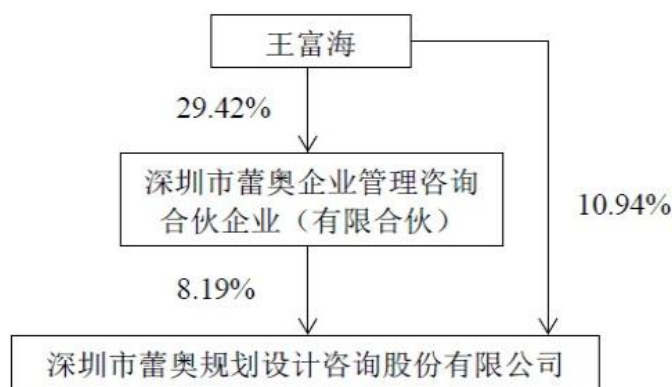 王富海
29.42%
深圳市蕾奥企业管理咨询
合伙企业（有限合伙）
10.94%
8.19%
深圳市蕾奥规划设计咨询股份有限公司